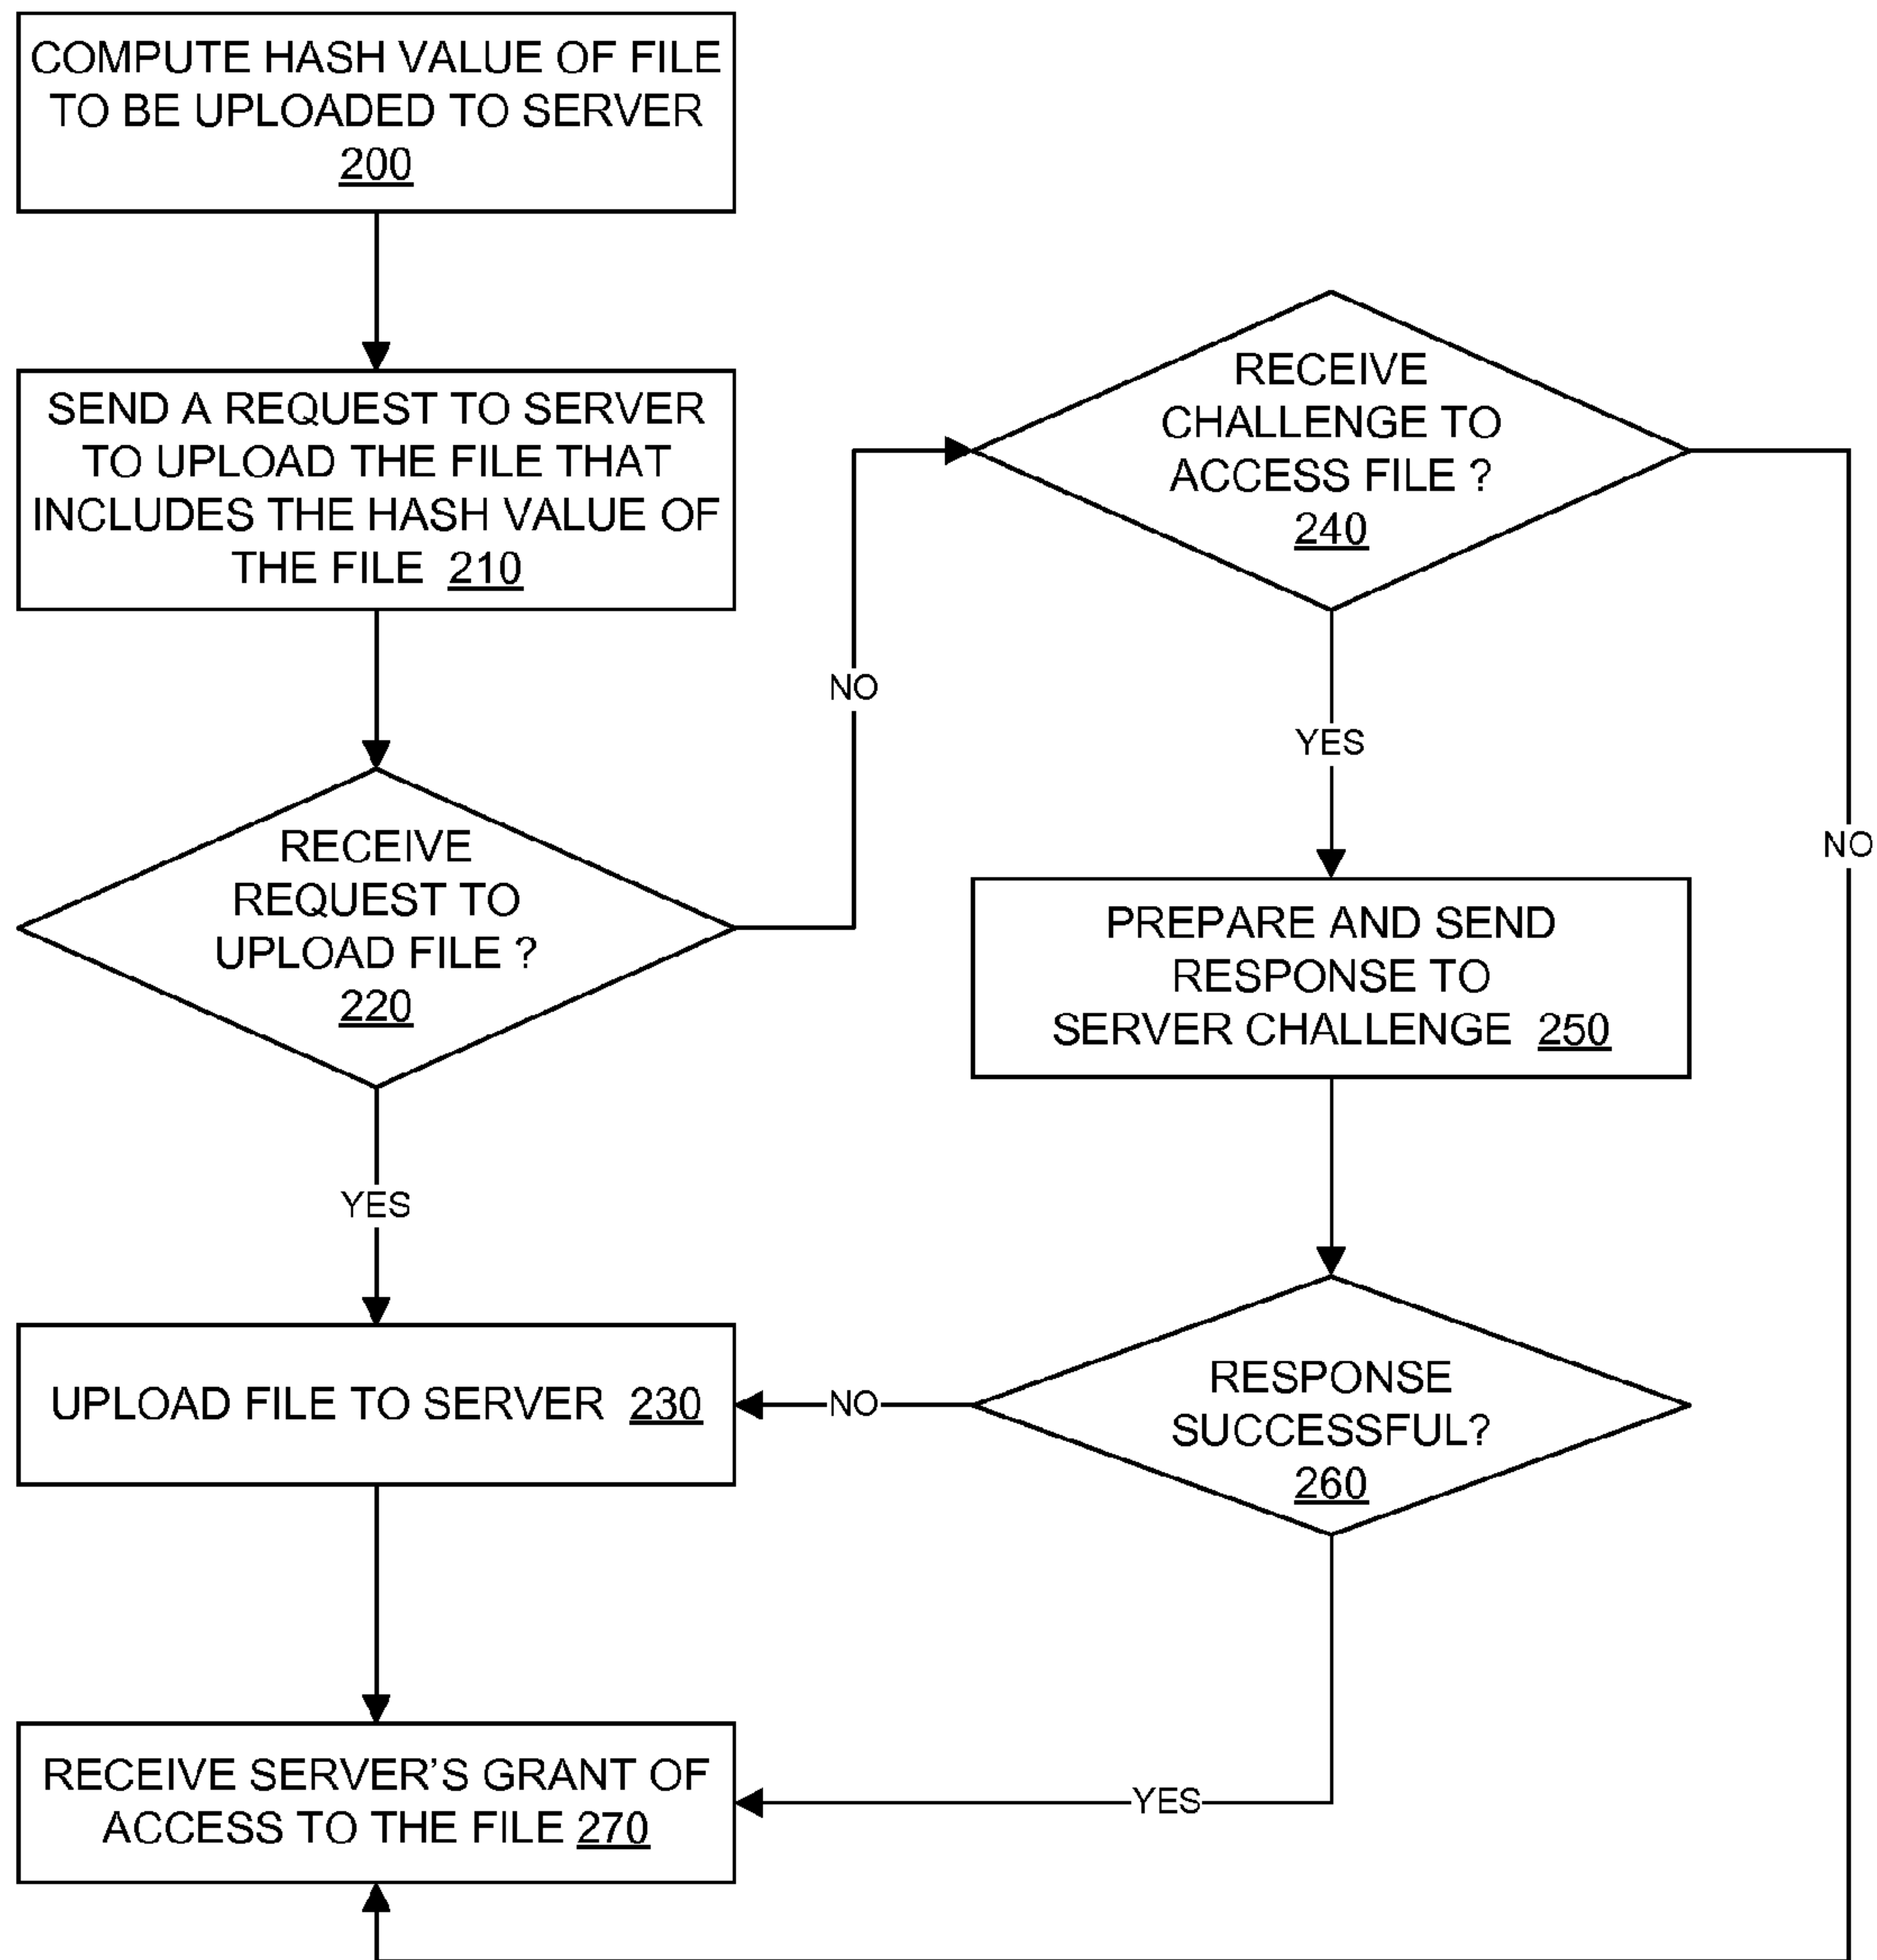 COMPUTE HASH VALUE OF FILE
TO BE UPLOADED TO SERVER
200
SEND A REQUEST TO SERVER
TO UPLOAD THE FILE THAT
INCLUDES THE HASH VALUE OF
THE FILE 210
RECEIVE
REQUEST TO
UPLOAD FILE ?
220
NO
YES
UPLOAD FILE TO SERVER 230
RECEIVE
CHALLENGE TO
ACCESS FILE ?
240
YES
NO
PREPARE AND SEND
RESPONSE TO
SERVER CHALLENGE 250
RESPONSE
SUCCESSFUL?
260
NO
YES
RECEIVE SERVER'S GRANT OF
ACCESS TO THE FILE 270